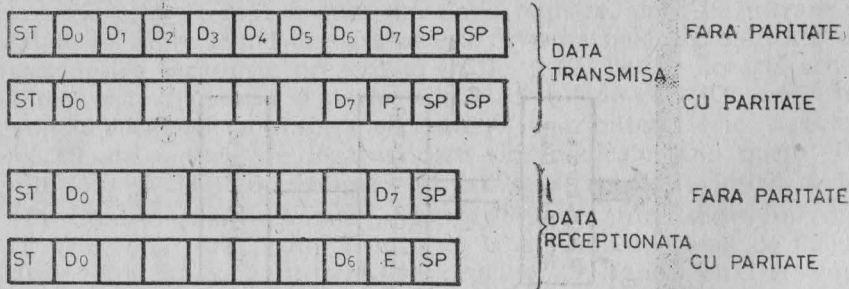 ST D₀ D₁ D₂ D₃ D₄ D₅ D₆ D₇ SP SP FARA PARITATE
DATA
TRANSMISA
ST D₀ D₇ P SP SP CU PARITATE
ST D₀ D₇ SP FARA PARITATE
DATA
RECEPTIONATA
ST D₀ D₆ E SP CU PARITATE